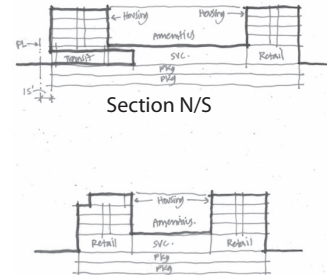 Housing Housing
Amenities
PL
Transit SVC. Retail
PKg
PKg
15'
Section N/S
Housing
Amenities.
Retail SVC. Retail
PKg
PKg